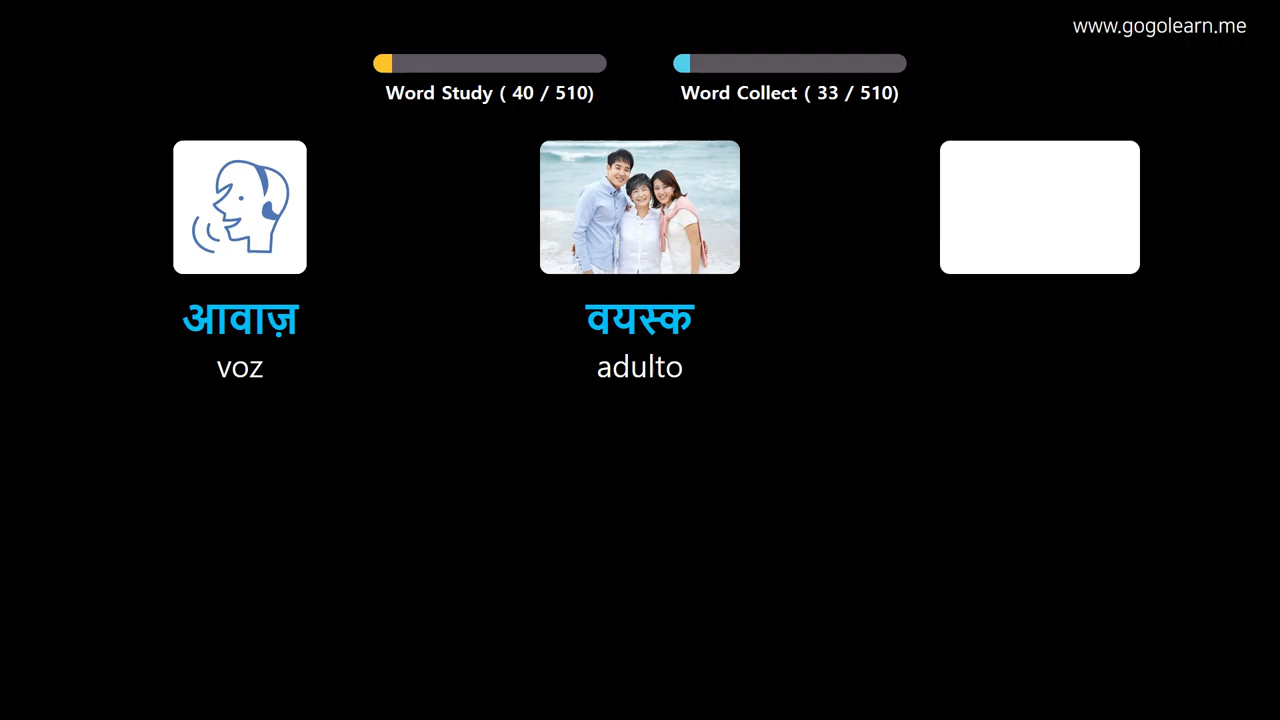 www.gogolearn.me
Word Study ( 40 / 510)
Word Collect ( 33 / 510)
आवाज़
voz
वयस्क
adulto